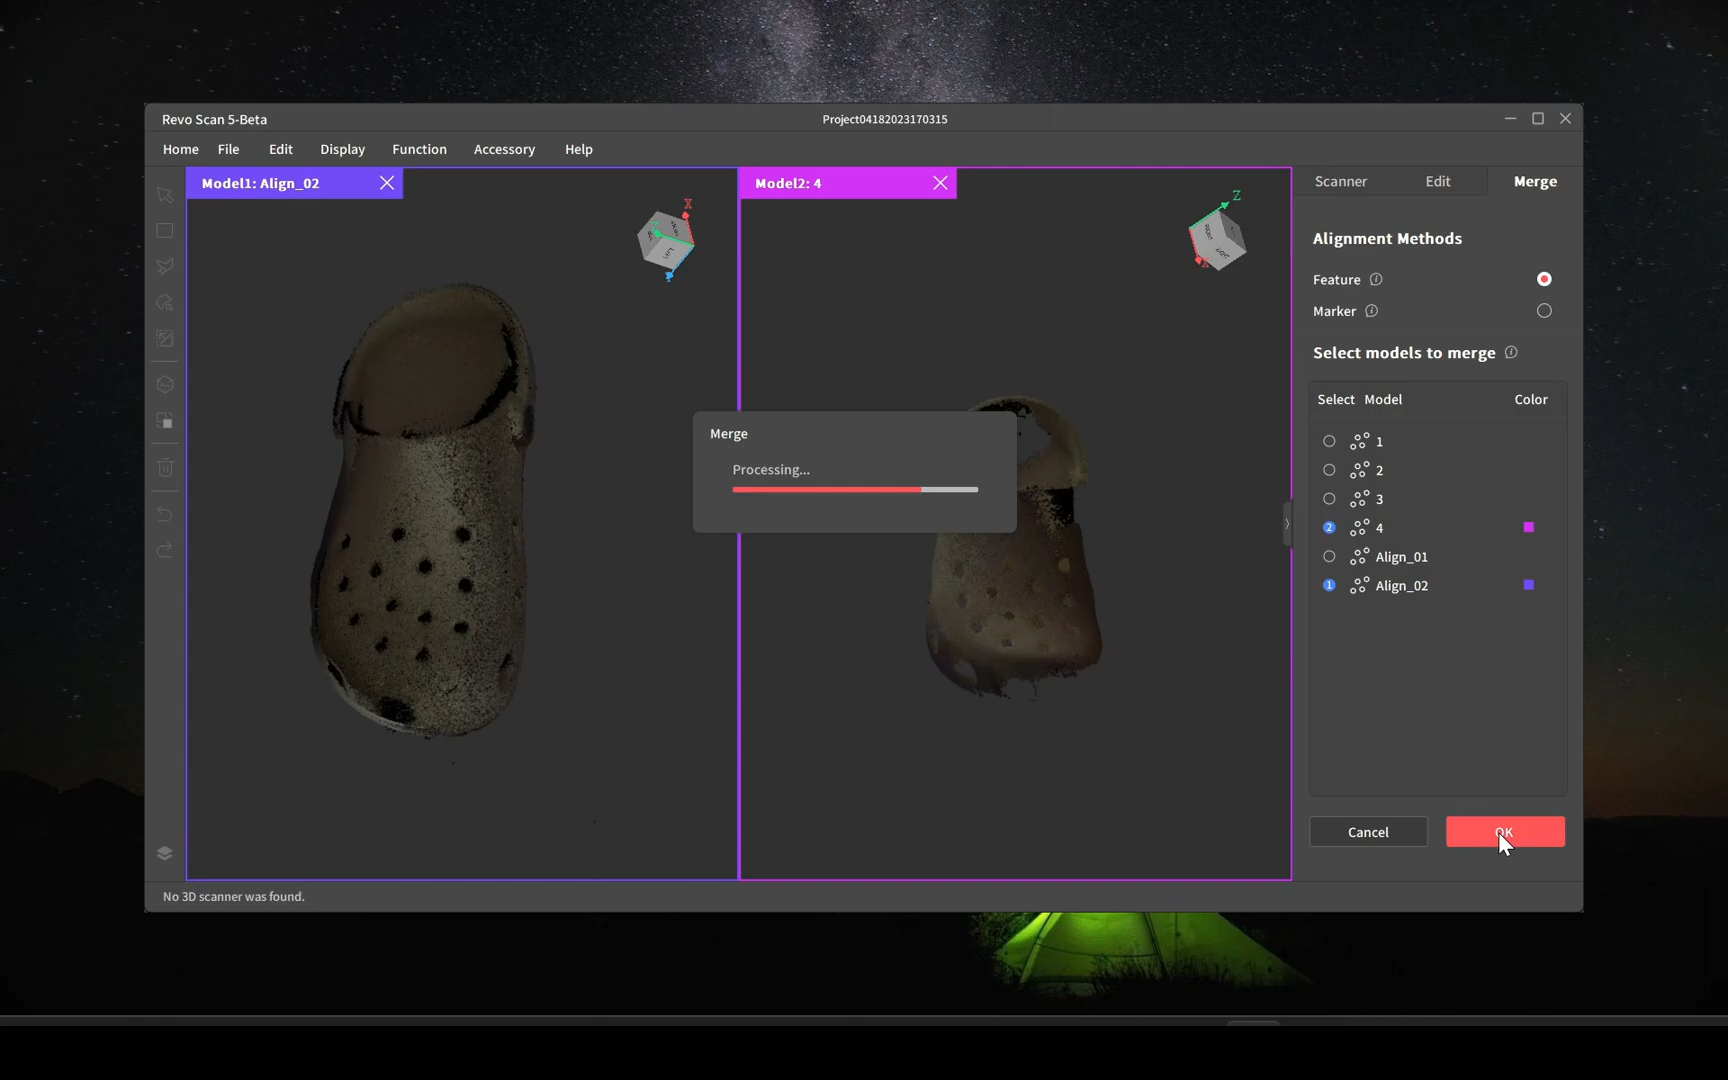 Revo Scan 5-Beta
Project04182023170315
Home File Edit Display Function Accessory Help
Model1: Align_02
Model2: 4
Scanner Edit Merge
X
Z
X
Alignment Methods
Feature
Marker
Select models to merge
Select Model Color
1
2
3
2 4
Align_01
1 Align_02
Merge
Processing...
Cancel OK
No 3D scanner was found.